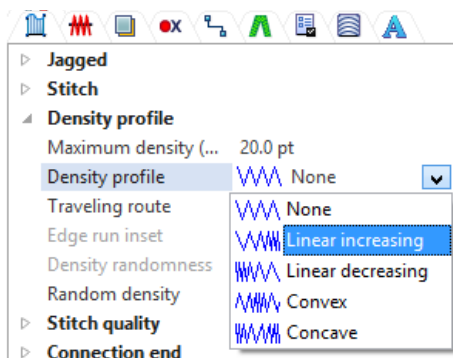 A
Jagged
Stitch
Density profile
Maximum density (... 20.0 pt
Density profile None
Traveling route None
Edge run inset Linear increasing
Density randomness Linear decreasing
Random density Convex
Stitch quality Concave
Connection end